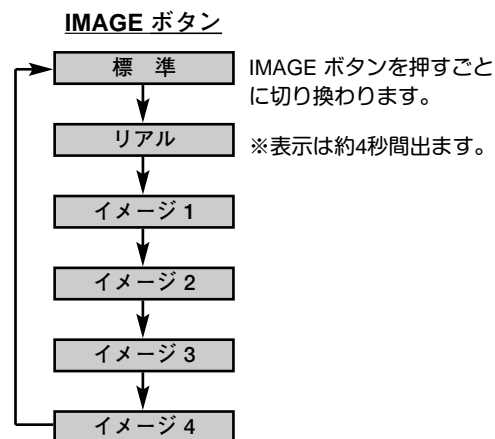 IMAGE ボタン
標 準
IMAGE ボタンを押すごと
に切り換わります。
リアル
※表示は約4秒間出ます。
イメージ 1
イメージ 2
イメージ 3
イメージ 4